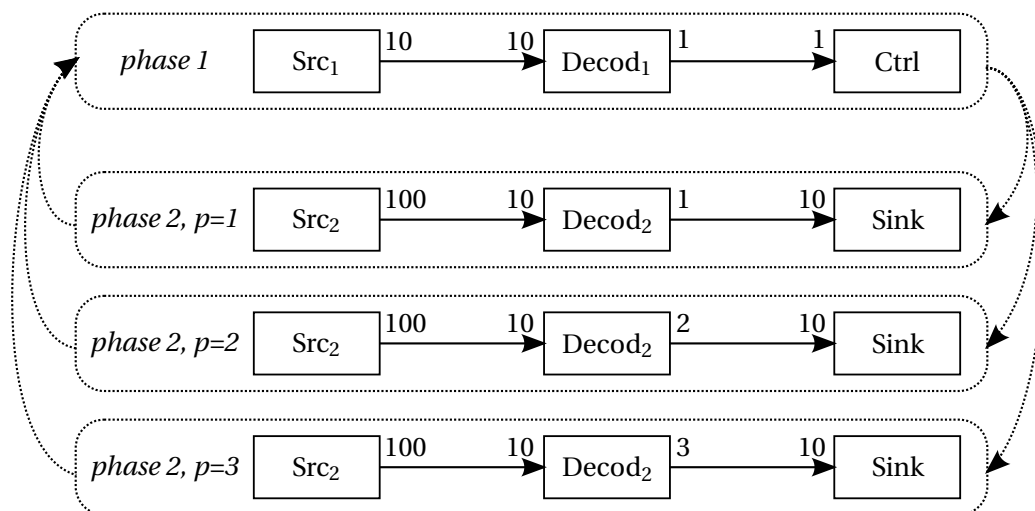 phase 1 Src1 10 10 Decod1 1 1 Ctrl
phase 2, p=1 Src2 100 10 Decod2 1 10 Sink
phase 2, p=2 Src2 100 10 Decod2 2 10 Sink
phase 2, p=3 Src2 100 10 Decod2 3 10 Sink